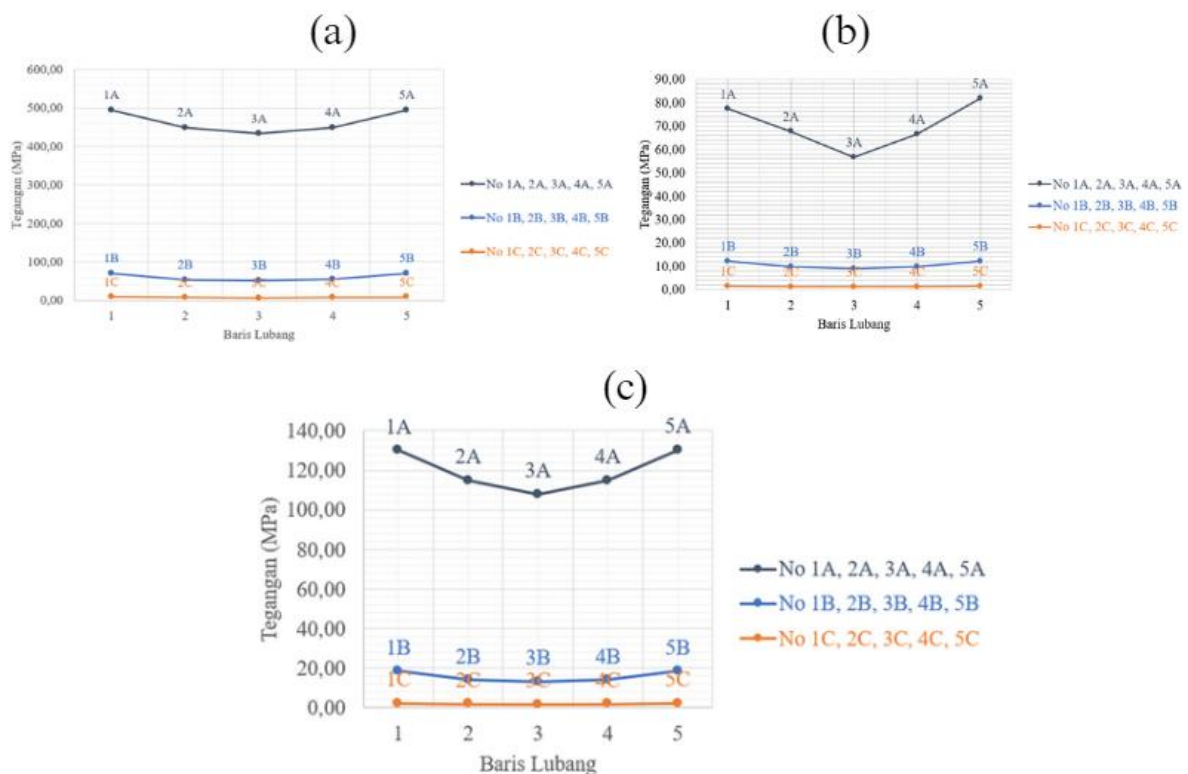 (a)
600,00
500,00
400,00
300,00
200,00
100,00
0,00
Tegangan (MPa)
1A 2A 3A 4A 5A
1B 2B 3B 4B 5B
1C 2C 3C 4C 5C
1 2 3 4 5
Baris Lubang
No 1A, 2A, 3A, 4A, 5A
No 1B, 2B, 3B, 4B, 5B
No 1C, 2C, 3C, 4C, 5C
(b)
90,00
80,00
70,00
60,00
50,00
40,00
30,00
20,00
10,00
0,00
Tegangan (MPa)
1A 2A 3A 4A 5A
1B 2B 3B 4B 5B
1C 2C 3C 4C 5C
1 2 3 4 5
Baris Lubang
No 1A, 2A, 3A, 4A, 5A
No 1B, 2B, 3B, 4B, 5B
No 1C, 2C, 3C, 4C, 5C
(c)
140,00
120,00
100,00
80,00
60,00
40,00
20,00
0,00
Tegangan (MPa)
1A 2A 3A 4A 5A
1B 2B 3B 4B 5B
1C 2C 3C 4C 5C
1 2 3 4 5
Baris Lubang
No 1A, 2A, 3A, 4A, 5A
No 1B, 2B, 3B, 4B, 5B
No 1C, 2C, 3C, 4C, 5C